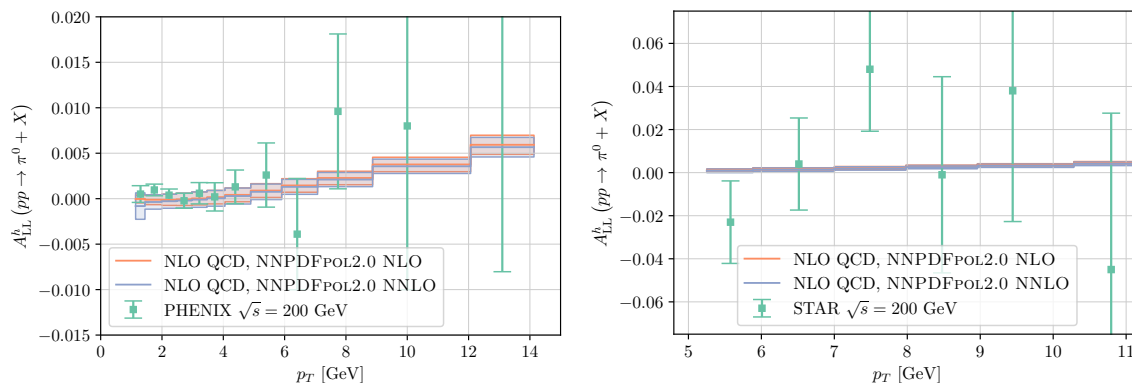 0.020
0.015
0.010
0.005
0.000
−0.005
−0.010
−0.015
A^h_LL (pp → π⁰ + X)
NLO QCD, NNPDFPOL2.0 NLO
NLO QCD, NNPDFPOL2.0 NNLO
PHENIX √s = 200 GeV
0 2 4 6 8 10 12 14
p_T [GeV]
0.06
0.04
0.02
0.00
−0.02
−0.04
−0.06
A^h_LL (pp → π⁰ + X)
NLO QCD, NNPDFPOL2.0 NLO
NLO QCD, NNPDFPOL2.0 NNLO
STAR √s = 200 GeV
5 6 7 8 9 10 11
p_T [GeV]